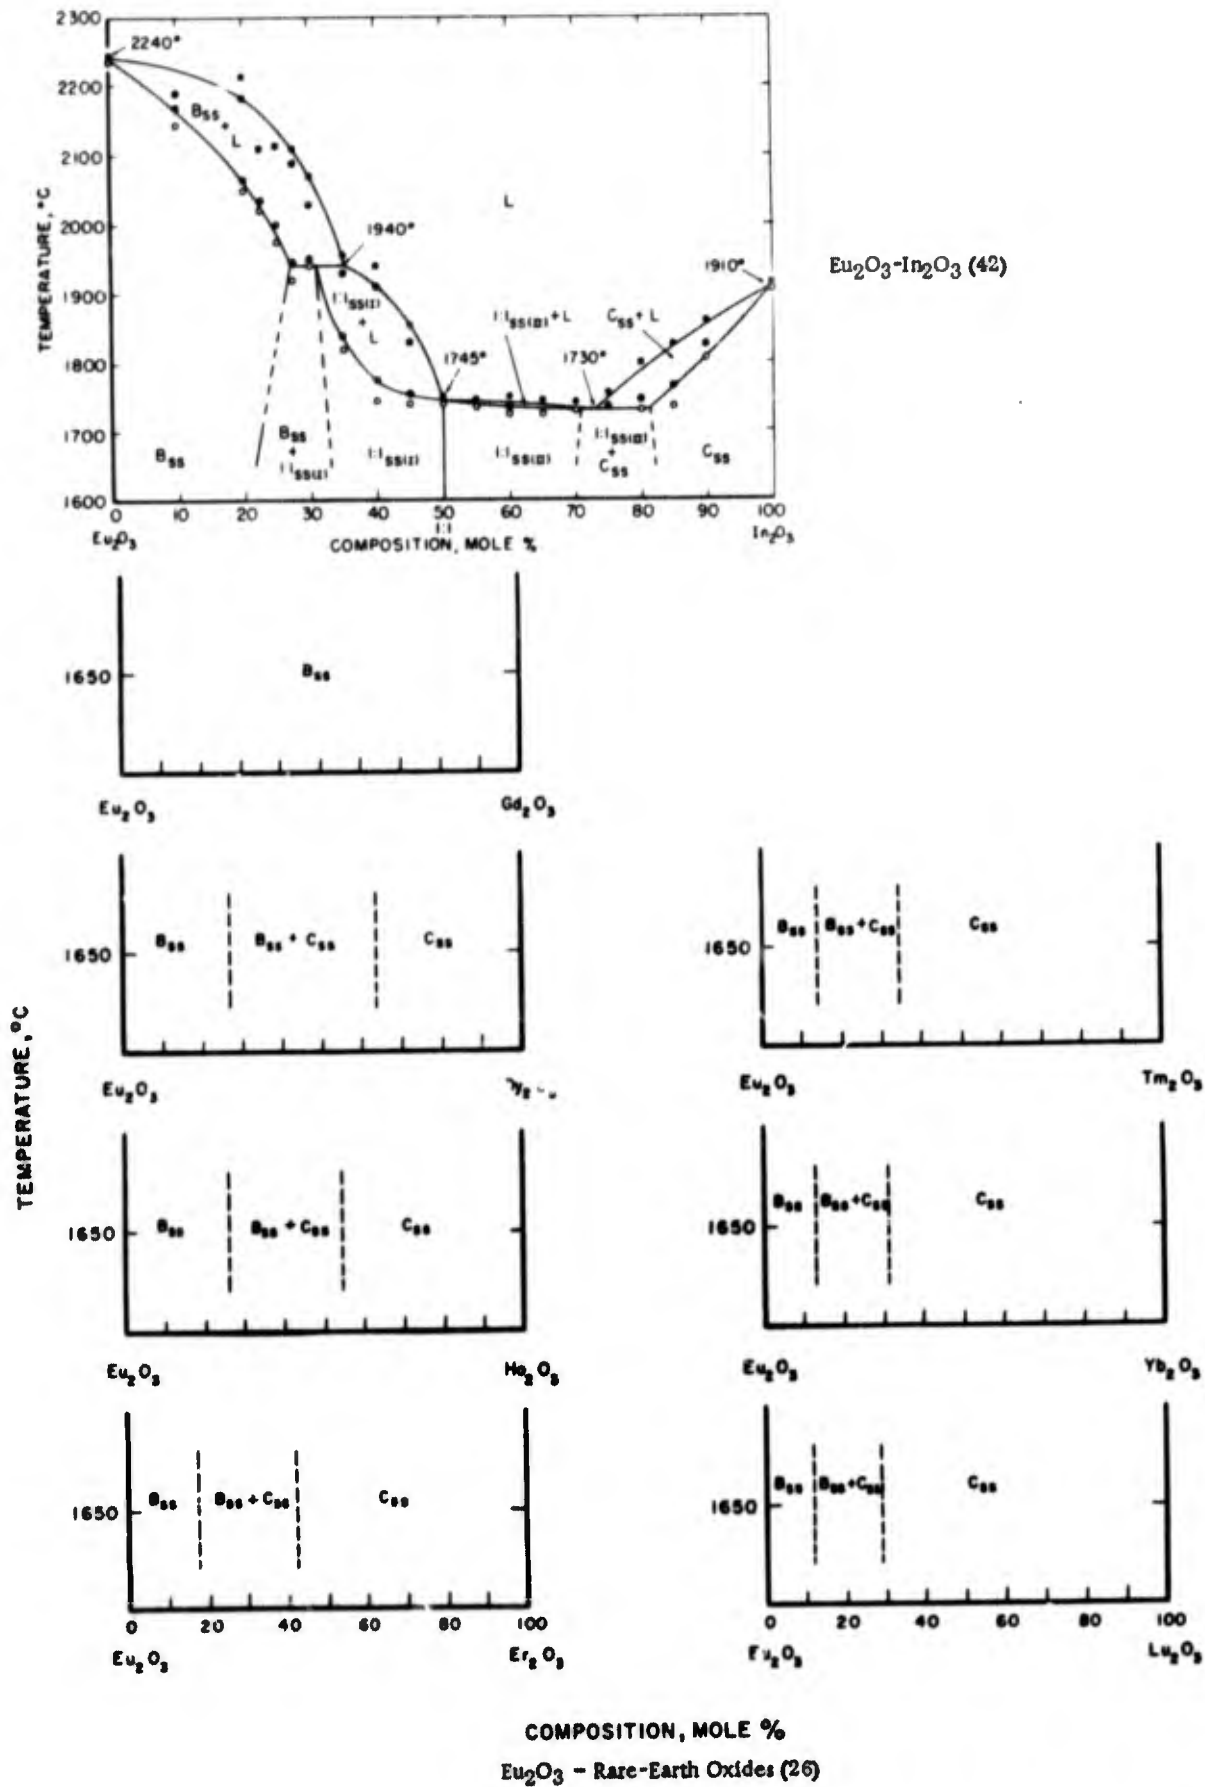 2300
2200
2100
2000
1900
1800
1700
1600
TEMPERATURE, °C
2240°
Bss
+
L
L
1940°
1:1ss(I)
+ L
1745°
1:1ss(II) + L
1730°
Css + L
1910°
Bss
Bss
+
1:1ss(I)
1:1ss(I)
1:1ss(II)
1:1ss(II)
+
Css
Css
0 10 20 30 40 50 60 70 80 90 100
Eu₂O₃
1:1
In₂O₃
COMPOSITION, MOLE %
Eu₂O₃-In₂O₃ (42)
1650
Bss
Eu₂O₃ Gd₂O₃
TEMPERATURE, °C
1650
Bss Bss + Css Css
Eu₂O₃
1650
Bss Bss + Css Css
Eu₂O₃ Tm₂O₃
1650
Bss Bss + Css Css
Eu₂O₃ Ho₂O₃
1650
Bss Bss + Css Css
Eu₂O₃ Yb₂O₃
1650
Bss Bss + Css Css
0 20 40 60 80 100
Eu₂O₃ Er₂O₃
1650
Bss Bss + Css Css
0 20 40 60 80 100
Eu₂O₃ Lu₂O₃
COMPOSITION, MOLE %
Eu₂O₃ - Rare-Earth Oxides (26)